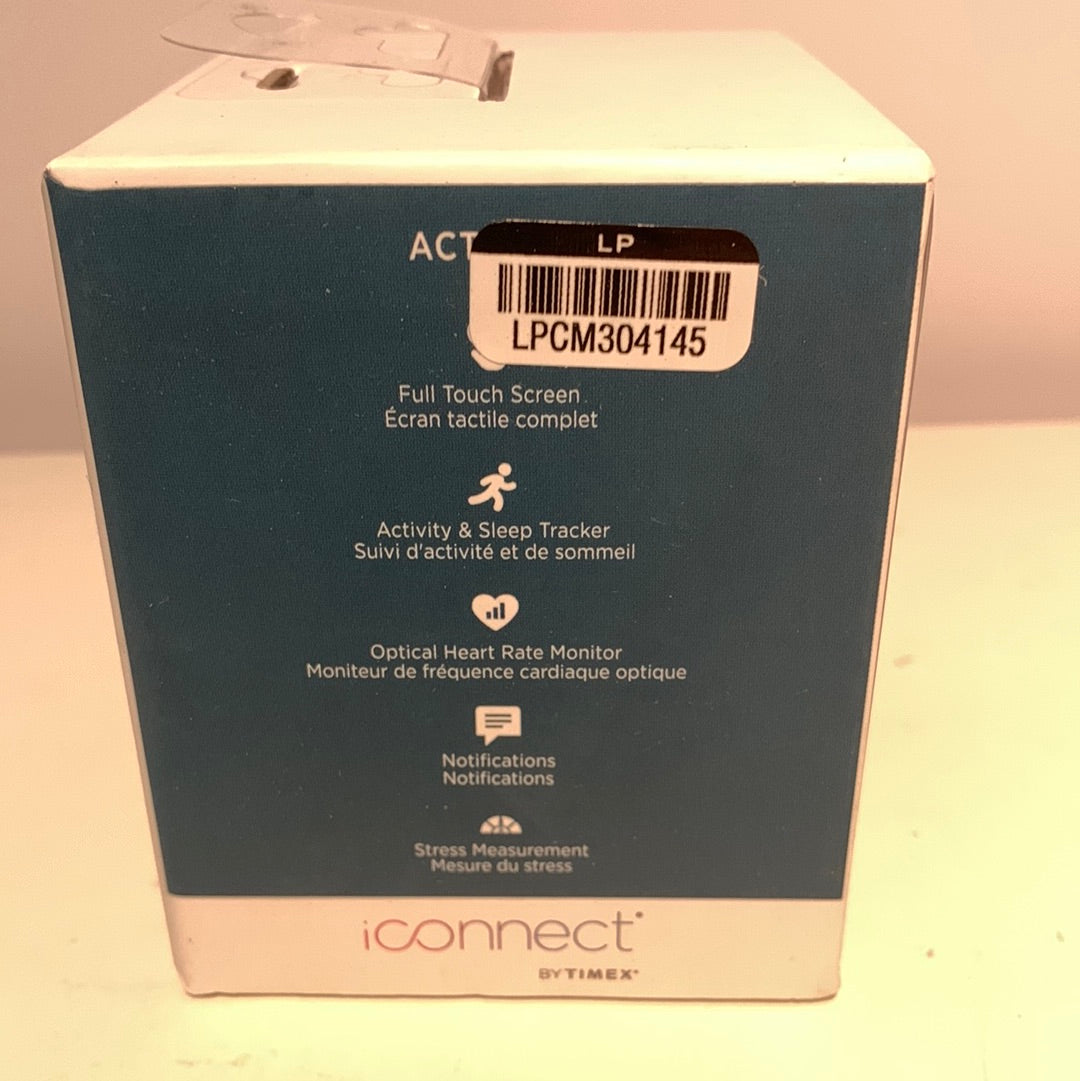 LP
LPCM304145
Full Touch Screen
Écran tactile complet
Activity & Sleep Tracker
Suivi d'activité et de sommeil
Optical Heart Rate Monitor
Moniteur de fréquence cardiaque optique
Notifications
Notifications
Stress Measurement
Mesure du stress
iconnect
BY TIMEX